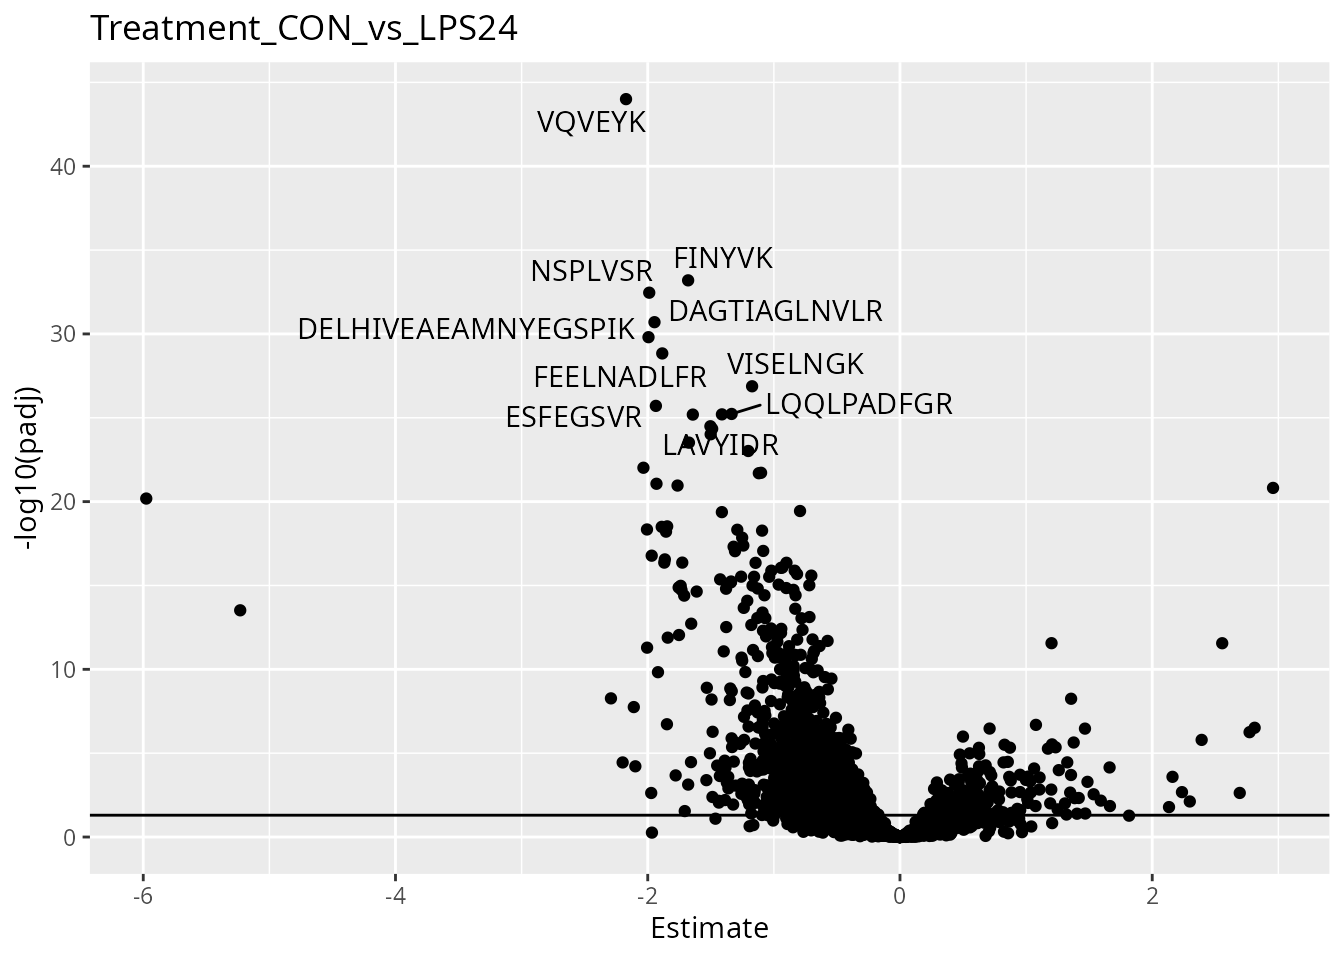 Treatment_CON_vs_LPS24
VQVEYK
40
FINYVK
NSPLVSR
DAGTIAGLNVLR
DELHIVEAEAMNYEGSPIK
30
VISELNGK
FEELNADLFR
LQQLPADFGR
ESFEGSVR
LAVYIDR
-log10(padj)
20
10
0
-6
-4
-2
0
2
Estimate